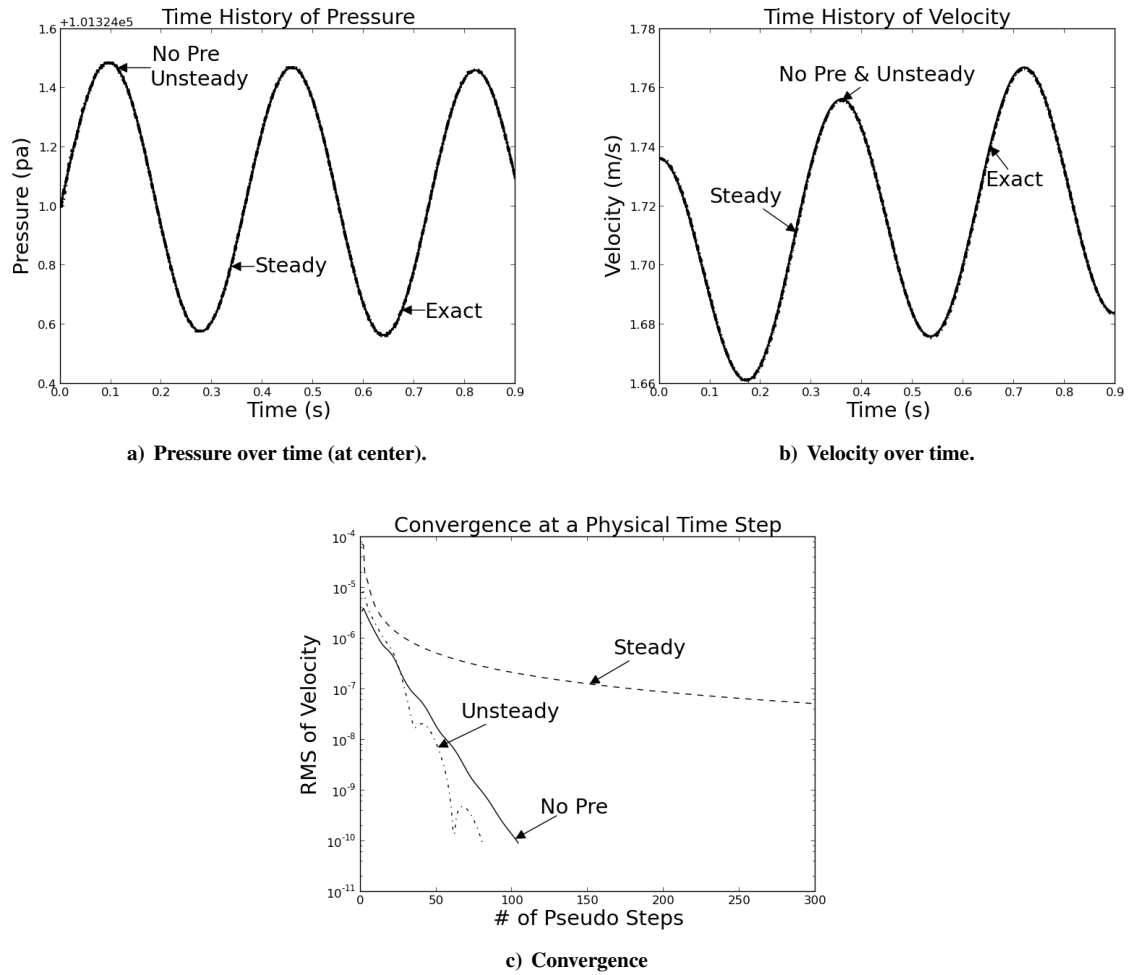 Time History of Pressure
+1.01324e5
1.6
1.4
1.2
1.0
0.8
0.6
0.4
Pressure (pa)
No Pre
Unsteady
Steady
Exact
0.0 0.1 0.2 0.3 0.4 0.5 0.6 0.7 0.8 0.9
Time (s)
a) Pressure over time (at center).
Time History of Velocity
1.78
1.76
1.74
1.72
1.70
1.68
1.66
Velocity (m/s)
No Pre & Unsteady
Steady
Exact
0.0 0.1 0.2 0.3 0.4 0.5 0.6 0.7 0.8 0.9
Time (s)
b) Velocity over time.
Convergence at a Physical Time Step
10^-4
10^-5
10^-6
10^-7
10^-8
10^-9
10^-10
10^-11
RMS of Velocity
Steady
Unsteady
No Pre
0 50 100 150 200 250 300
# of Pseudo Steps
c) Convergence